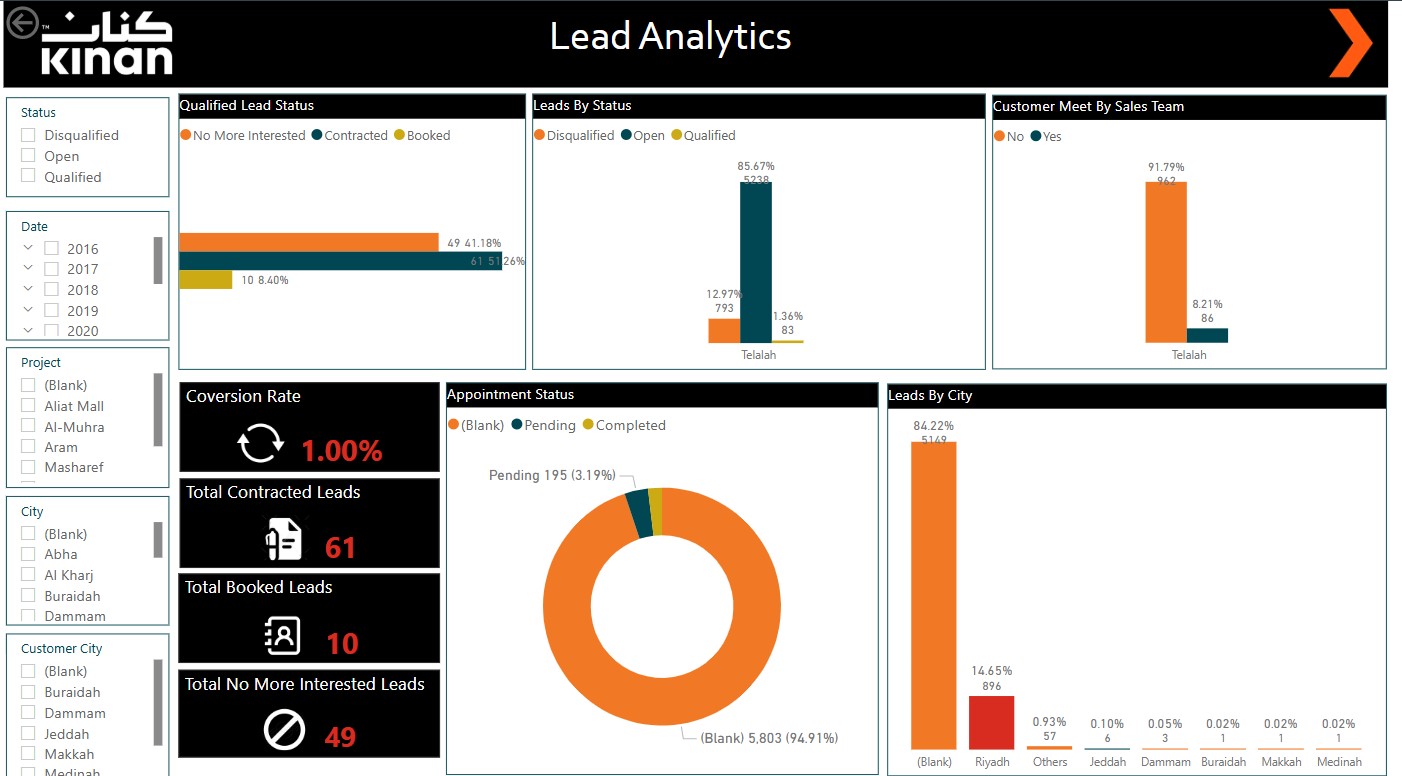 كنان
TM
KINAN
Lead Analytics
Status
Disqualified
Open
Qualified
Date
2016
2017
2018
2019
2020
Project
(Blank)
Aliat Mall
Al-Muhra
Aram
Masharef
City
(Blank)
Abha
Al Kharj
Buraidah
Dammam
Customer City
(Blank)
Buraidah
Dammam
Jeddah
Makkah
Medinah
Qualified Lead Status
No More Interested Contracted Booked
49 41.18%
61 51.26%
10 8.40%
Leads By Status
Disqualified Open Qualified
85.67%
5238
12.97%
793
1.36%
83
Telalah
Customer Meet By Sales Team
No Yes
91.79%
962
8.21%
86
Telalah
Coversion Rate
1.00%
Total Contracted Leads
61
Total Booked Leads
10
Total No More Interested Leads
49
Appointment Status
(Blank) Pending Completed
Pending 195 (3.19%)
(Blank) 5,803 (94.91%)
Leads By City
84.22%
5149
14.65%
896
0.93%
57
0.10%
6
0.05%
3
0.02%
1
0.02%
1
0.02%
1
(Blank) Riyadh Others Jeddah Dammam Buraidah Makkah Medinah